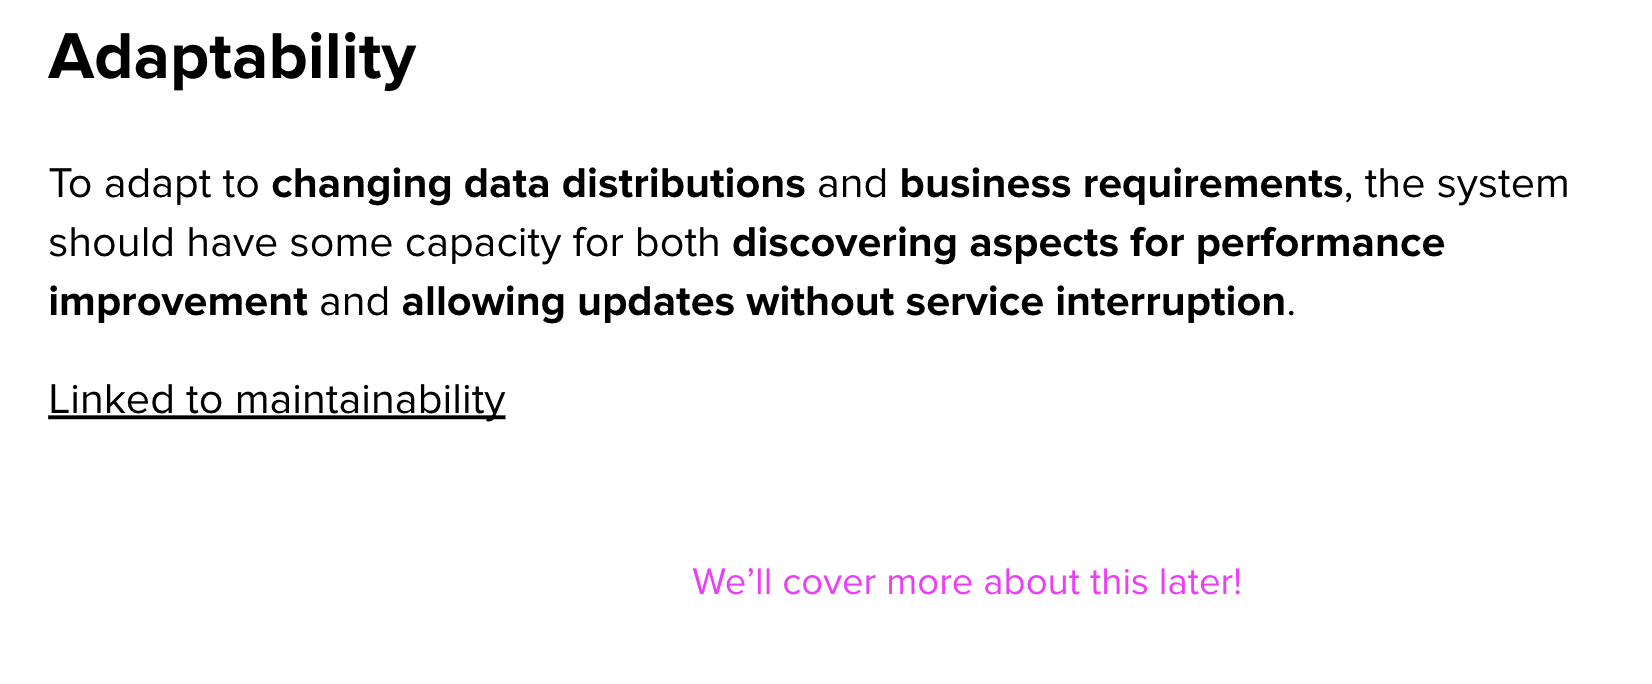 Adaptability
To adapt to changing data distributions and business requirements, the system
should have some capacity for both discovering aspects for performance
improvement and allowing updates without service interruption.
Linked to maintainability
We’ll cover more about this later!